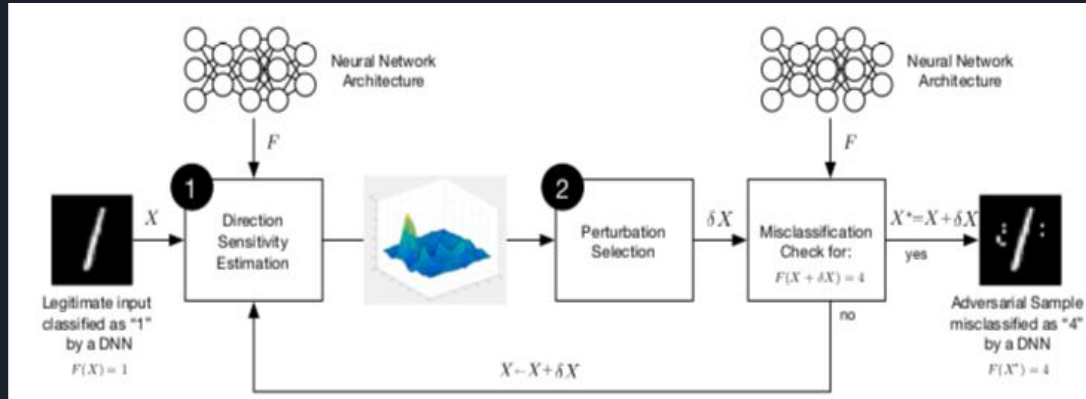 Neural Network
Architecture
Neural Network
Architecture
F
F
1
2
X
Direction
Sensitivity
Estimation
Perturbation
Selection
δX
Misclassification
Check for:
F(X + δX) = 4
X*=X+δX
yes
no
Legitimate input
classified as "1"
by a DNN
F(X) = 1
Adversarial Sample
misclassified as "4"
by a DNN
F(X*) = 4
X←X+δX